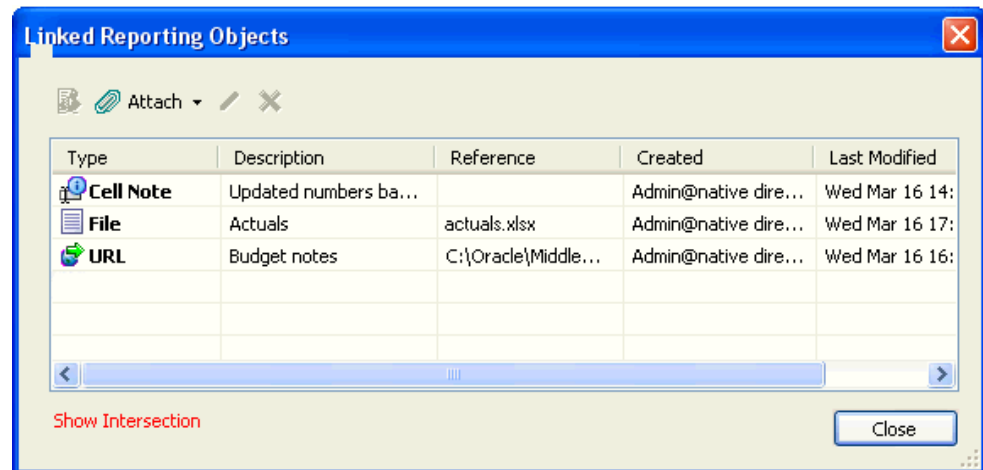 Linked Reporting Objects
Attach
Type Description Reference Created Last Modified
Cell Note Updated numbers ba... Admin@native dire... Wed Mar 16 14:
File Actuals actuals.xlsx Admin@native dire... Wed Mar 16 17:
URL Budget notes C:\Oracle\Middle... Admin@native dire... Wed Mar 16 16:
Show Intersection
Close